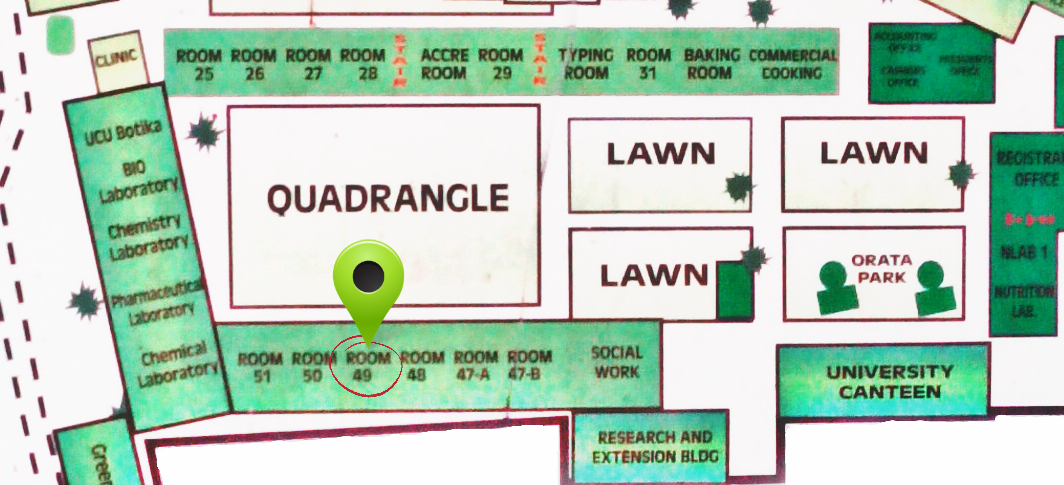 CLINIC
ROOM 25
ROOM 26
ROOM 27
ROOM 28
STAIR
ACCRE ROOM
ROOM 29
STAIR
TYPING ROOM
ROOM 31
BAKING ROOM
COMMERCIAL COOKING
ACCOUNTING OFFICE
CASHIERS OFFICE
PRESIDENTS OFFICE
UCU Botika
BIO Laboratory
Chemistry Laboratory
Pharmaceutical Laboratory
Chemical Laboratory
QUADRANGLE
LAWN
LAWN
LAWN
ORATA PARK
REGISTRA OFFICE
NLAB 1
NUTRITION LAB.
ROOM 51
ROOM 50
ROOM 49
ROOM 48
ROOM 47-A
ROOM 47-B
SOCIAL WORK
UNIVERSITY CANTEEN
RESEARCH AND EXTENSION BLDG
Green